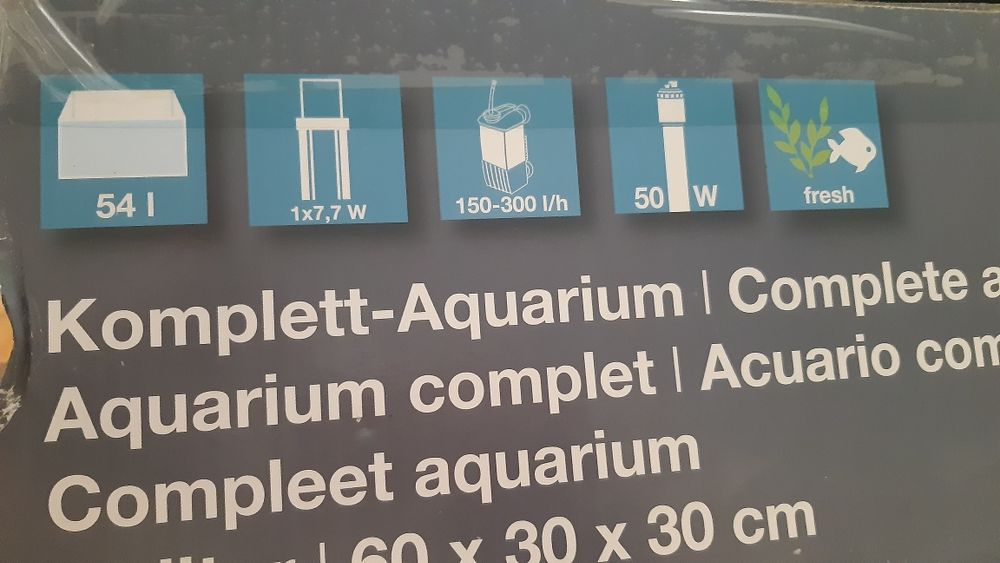 54 l
1x7,7 W
150-300 l/h
50 W
fresh
Komplett-Aquarium | Complete
Aquarium complet | Acuario
Compleet aquarium
| 60 x 30 x 30 cm